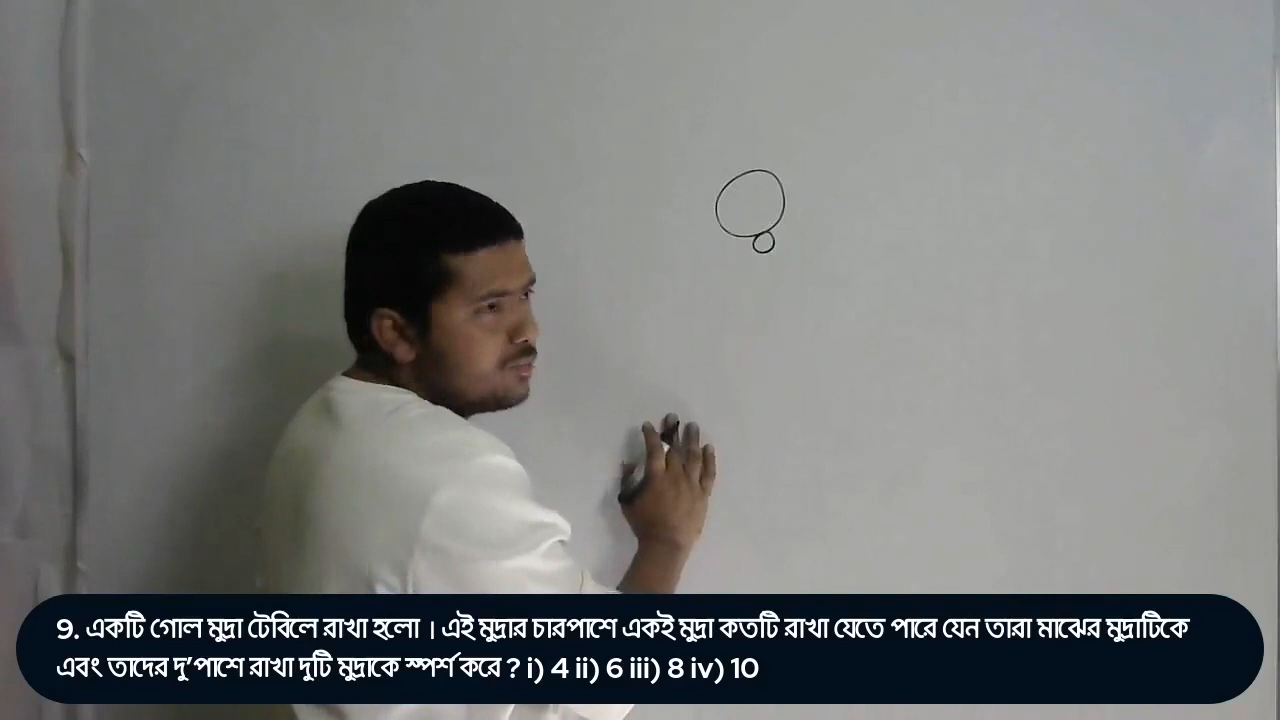 9. একটি গোল মুদ্রা টেবিলে রাখা হলো । এই মুদ্রার চারপাশে একই মুদ্রা কতটি রাখা যেতে পারে যেন তারা মাঝের মুদ্রাটিকে
এবং তাদের দু’পাশে রাখা দুটি মুদ্রাকে স্পর্শ করে ? i) 4 ii) 6 iii) 8 iv) 10